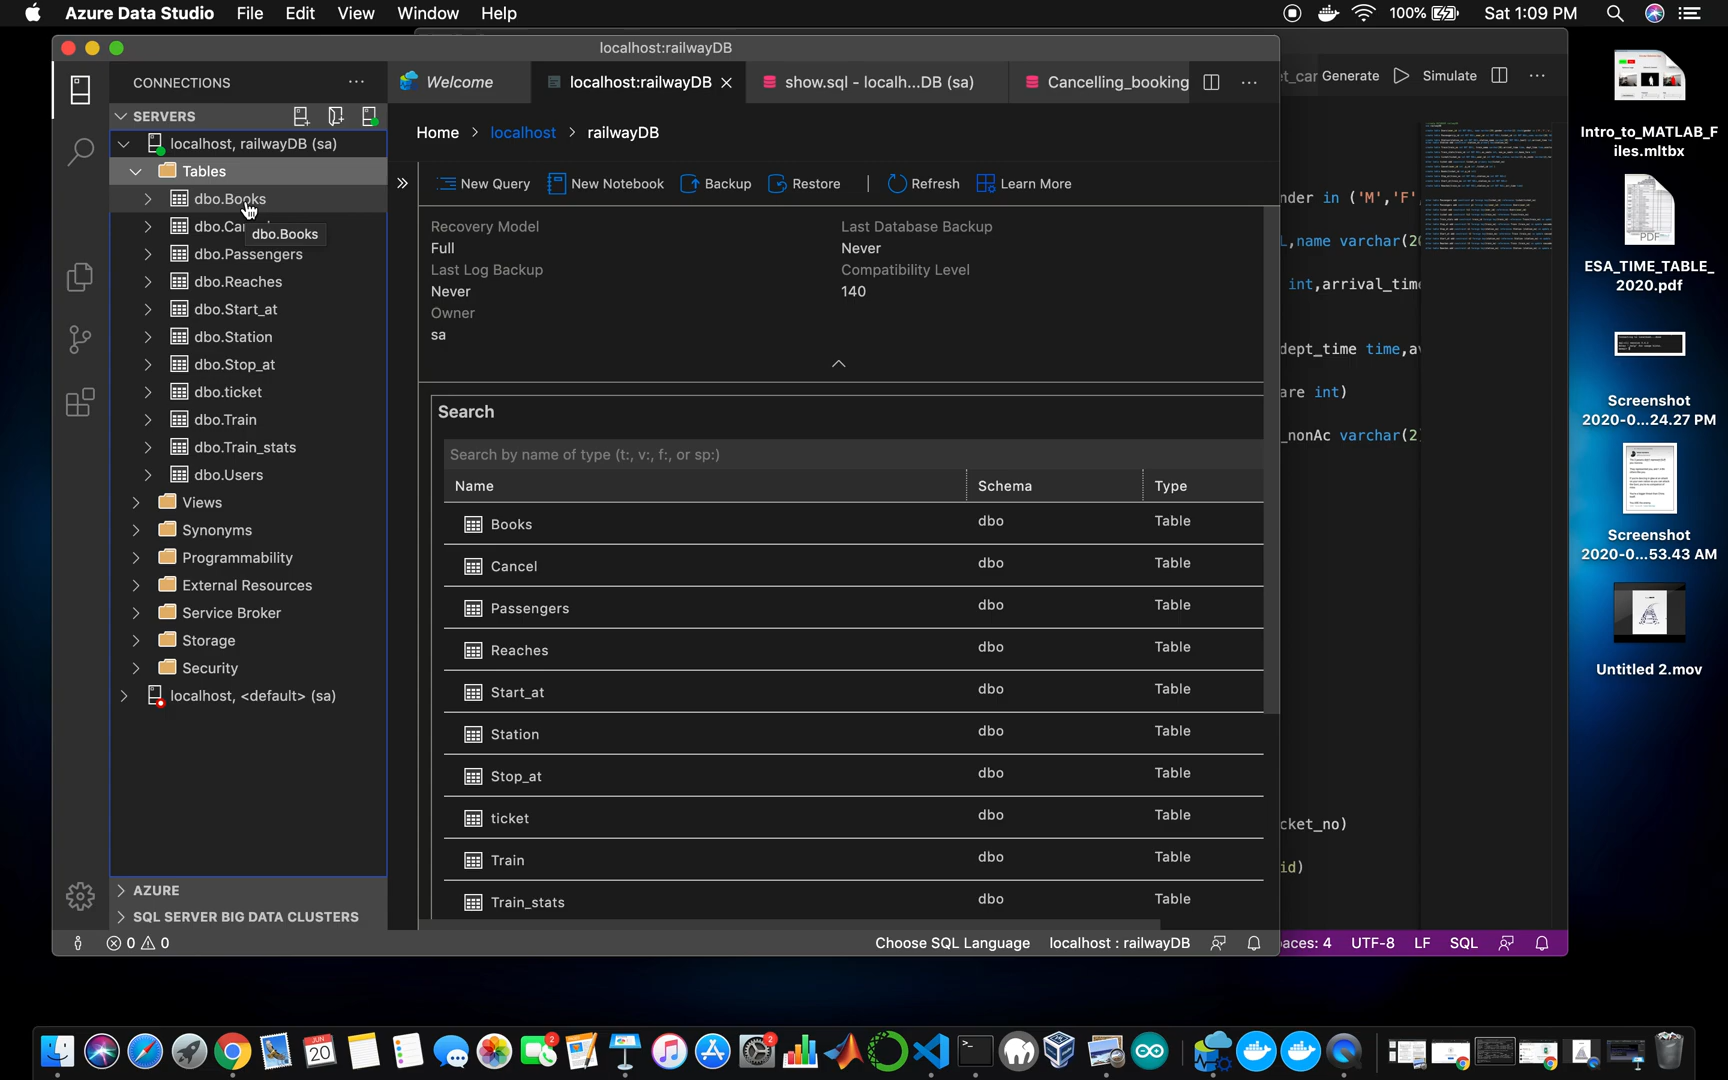 Azure Data Studio File Edit View Window Help
100% Sat 1:09 PM
localhost:railwayDB
CONNECTIONS
Welcome
localhost:railwayDB
show.sql - localh...DB (sa)
Cancelling_booking
Generate
Simulate
SERVERS
localhost, railwayDB (sa)
Tables
dbo.Books
dbo.Books
dbo.Passengers
dbo.Reaches
dbo.Start_at
dbo.Station
dbo.Stop_at
dbo.ticket
dbo.Train
dbo.Train_stats
dbo.Users
Views
Synonyms
Programmability
External Resources
Service Broker
Storage
Security
localhost, <default> (sa)
AZURE
SQL SERVER BIG DATA CLUSTERS
Home > localhost > railwayDB
New Query New Notebook Backup Restore Refresh Learn More
Recovery Model
Full
Last Log Backup
Never
Owner
sa
Last Database Backup
Never
Compatibility Level
140
Search
Search by name of type (t:, v:, f:, or sp:)
Name Schema Type
Books dbo Table
Cancel dbo Table
Passengers dbo Table
Reaches dbo Table
Start_at dbo Table
Station dbo Table
Stop_at dbo Table
ticket dbo Table
Train dbo Table
Train_stats dbo Table
nder in ('M','F'
,name varchar(20
int,arrival_time
dept_time time,av
are int)
_nonAc varchar(2
cket_no)
id)
0 0
Choose SQL Language localhost : railwayDB
aces: 4 UTF-8 LF SQL
Intro_to_MATLAB_F
iles.mltbx
PDF
ESA_TIME_TABLE_
2020.pdf
Screenshot
2020-0...24.27 PM
Screenshot
2020-0...53.43 AM
Untitled 2.mov
JUN
20
2
2